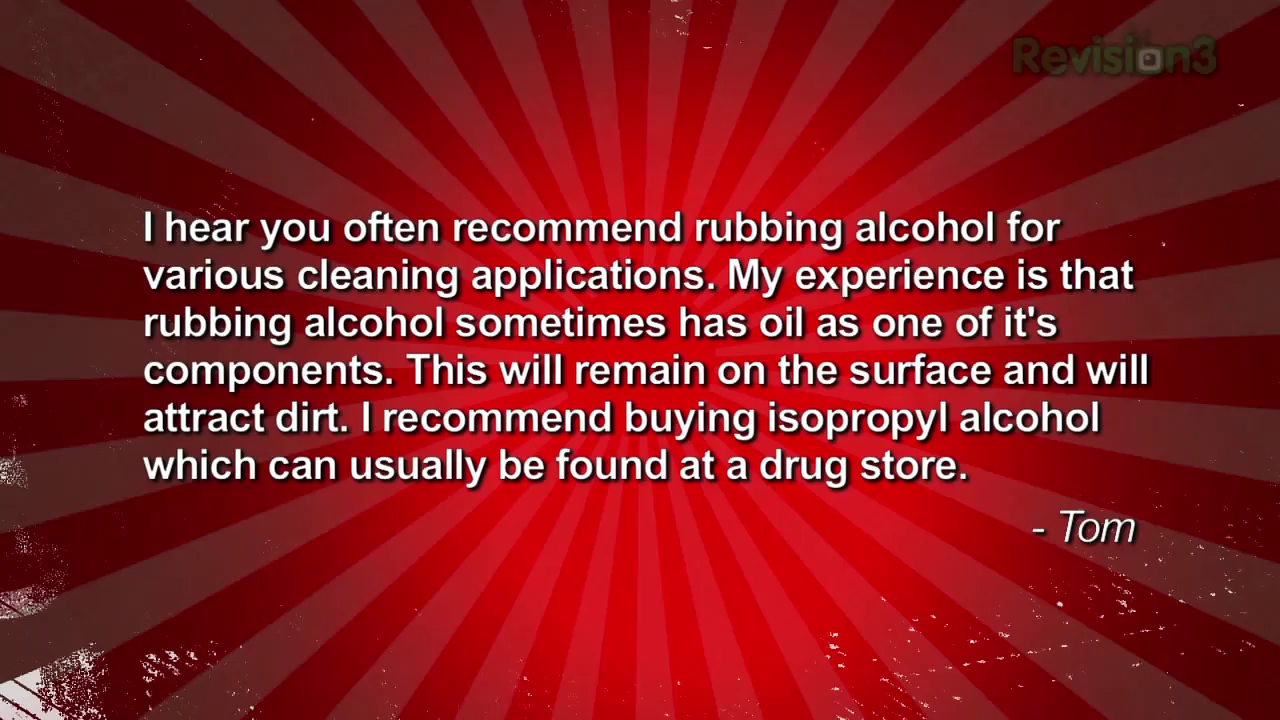 Revision3
I hear you often recommend rubbing alcohol for
various cleaning applications. My experience is that
rubbing alcohol sometimes has oil as one of it's
components. This will remain on the surface and will
attract dirt. I recommend buying isopropyl alcohol
which can usually be found at a drug store.
- Tom